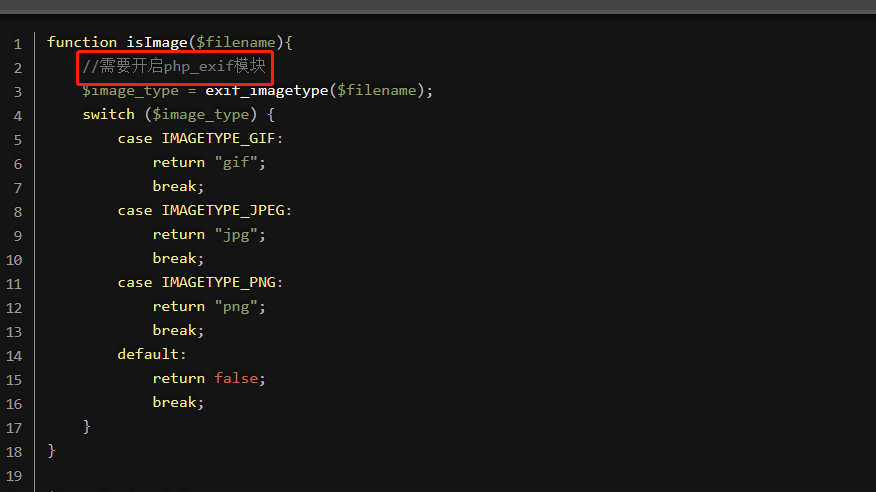 1 function isImage($filename){
2 //需要开启php_exif模块
3 $image_type = exif_imagetype($filename);
4 switch ($image_type) {
5 case IMAGETYPE_GIF:
6 return "gif";
7 break;
8 case IMAGETYPE_JPEG:
9 return "jpg";
10 break;
11 case IMAGETYPE_PNG:
12 return "png";
13 break;
14 default:
15 return false;
16 break;
17 }
18 }
19